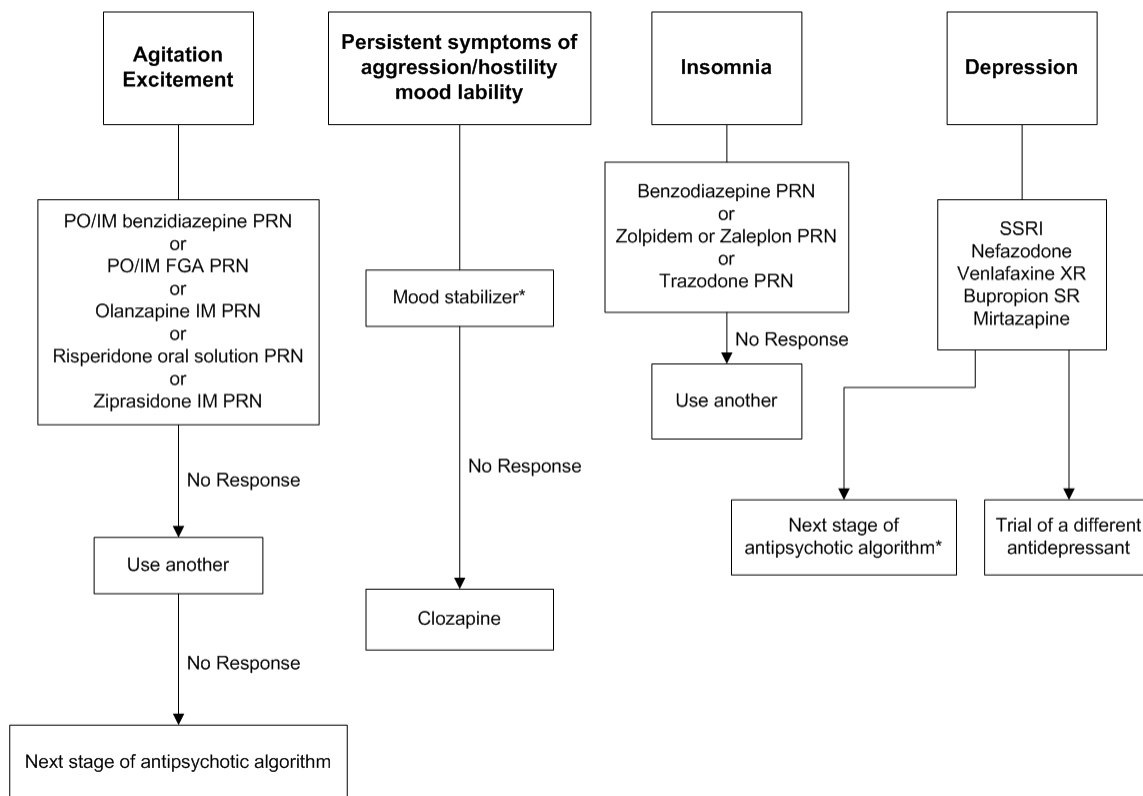 Agitation
Excitement
PO/IM benzidiazepine PRN
or
PO/IM FGA PRN
or
Olanzapine IM PRN
or
Risperidone oral solution PRN
or
Ziprasidone IM PRN
No Response
Use another
No Response
Next stage of antipsychotic algorithm
Persistent symptoms of
aggression/hostility
mood lability
Mood stabilizer*
No Response
Clozapine
Insomnia
Benzodiazepine PRN
or
Zolpidem or Zaleplon PRN
or
Trazodone PRN
No Response
Use another
Depression
SSRI
Nefazodone
Venlafaxine XR
Bupropion SR
Mirtazapine
Next stage of
antipsychotic algorithm*
Trial of a different
antidepressant